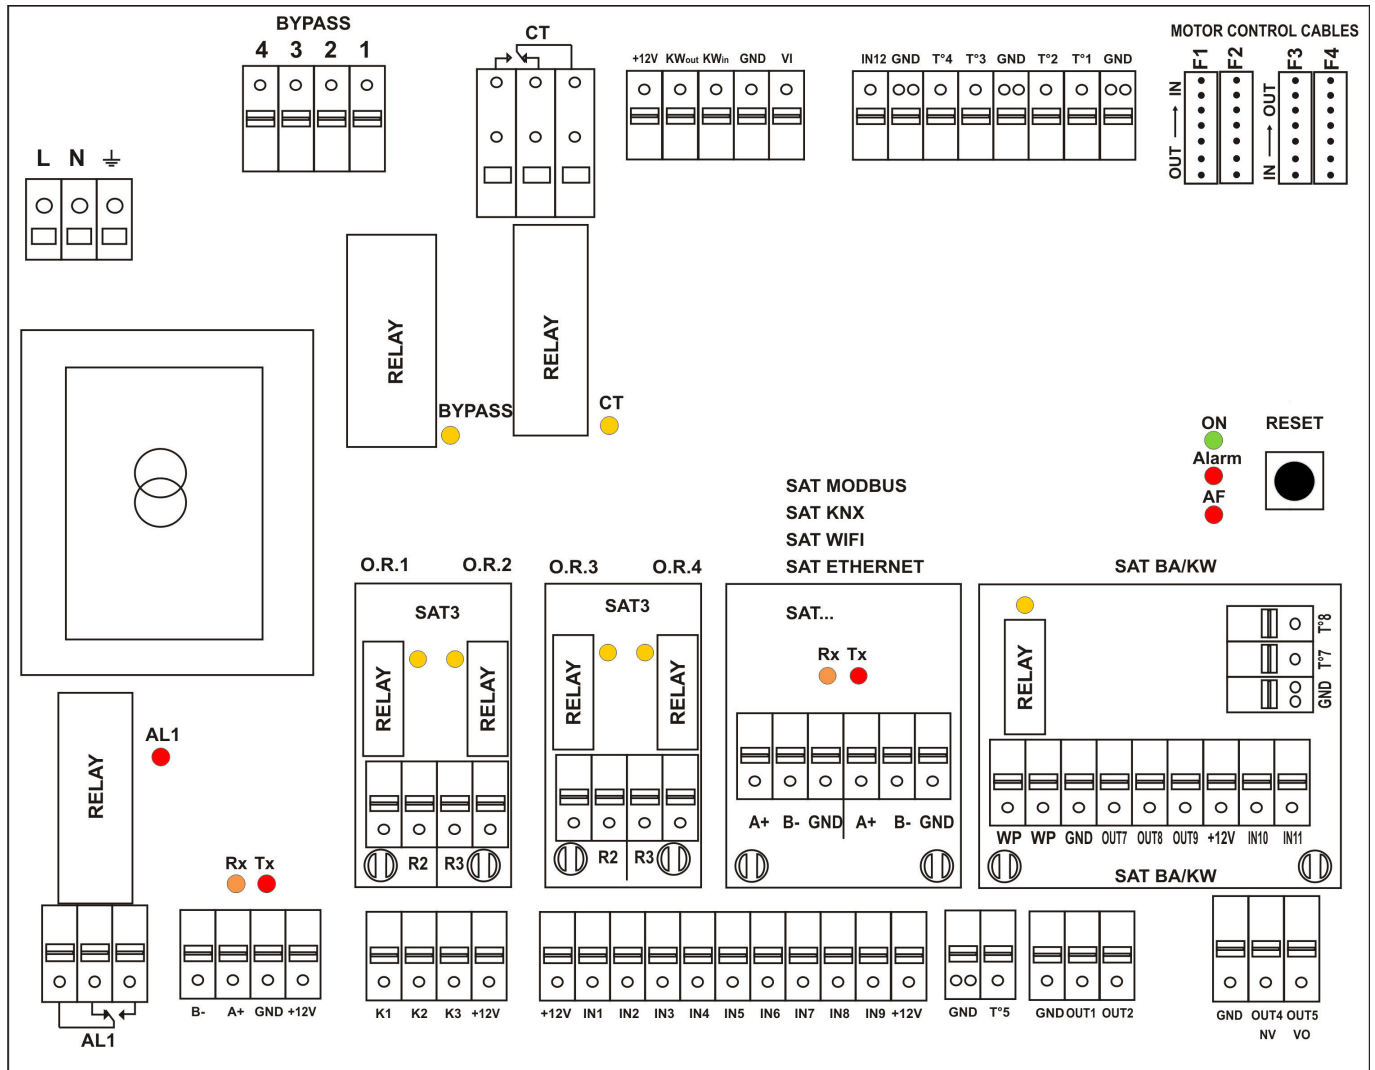 BYPASS
4 3 2 1
CT
+12V KWout KWin GND VI
IN12 GND T°4 T°3 GND T°2 T°1 GND
MOTOR CONTROL CABLES
F1 F2 F3 F4
OUT → IN
IN → OUT
L N
RELAY
RELAY
BYPASS
CT
ON
Alarm
AF
RESET
SAT MODBUS
SAT KNX
SAT WIFI
SAT ETHERNET
O.R.1 O.R.2
SAT3
RELAY RELAY
R2 R3
O.R.3 O.R.4
SAT3
RELAY RELAY
R2 R3
SAT...
Rx Tx
A+ B- GND A+ B- GND
SAT BA/KW
RELAY
T°8
T°7
GND
WP WP GND OUT7 OUT8 OUT9 +12V IN10 IN11
SAT BA/KW
RELAY
AL1
AL1
Rx Tx
B- A+ GND +12V
K1 K2 K3 +12V
+12V IN1 IN2 IN3 IN4 IN5 IN6 IN7 IN8 IN9 +12V
GND T°5
GND OUT1 OUT2
GND OUT4 OUT5
NV VO